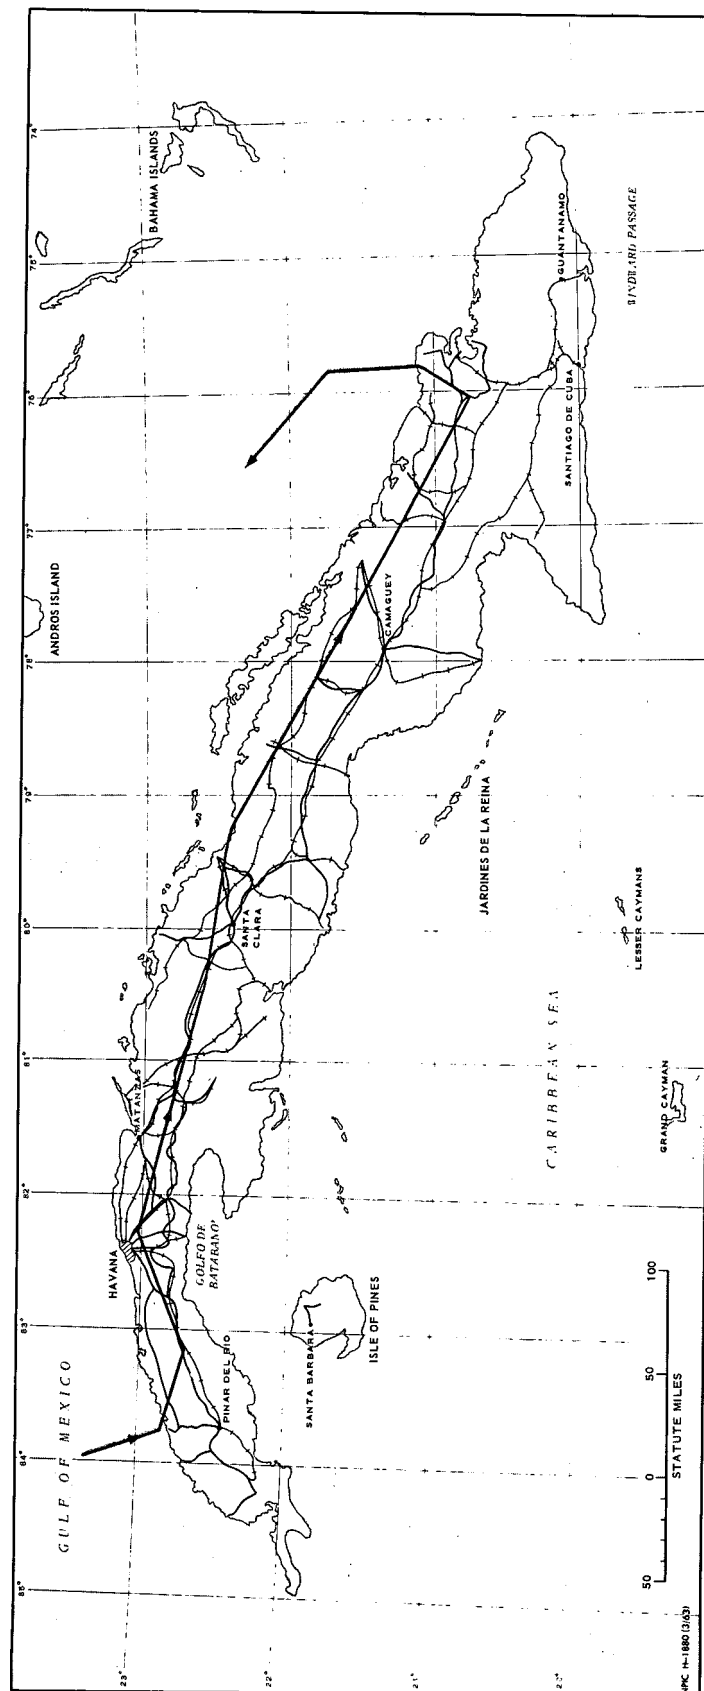 85°
84°
83°
82°
81°
80°
79°
78°
77°
76°
75°
74°
23°
22°
21°
20°
GULF OF MEXICO
HAVANA
MATANZAS
PINAR DEL RIO
GOLFO DE
BATABANO
SANTA BARBARA
ISLE OF PINES
SANTA
CLARA
ANDROS ISLAND
CAMAGUEY
BAHAMA ISLANDS
GUANTANAMO
SANTIAGO DE CUBA
WINDWARD PASSAGE
JARDINES DE LA REINA
CARIBBEAN SEA
LESSER CAYMANS
GRAND CAYMAN
50 0 50 100
STATUTE MILES
NPIC H-1880 (3/63)